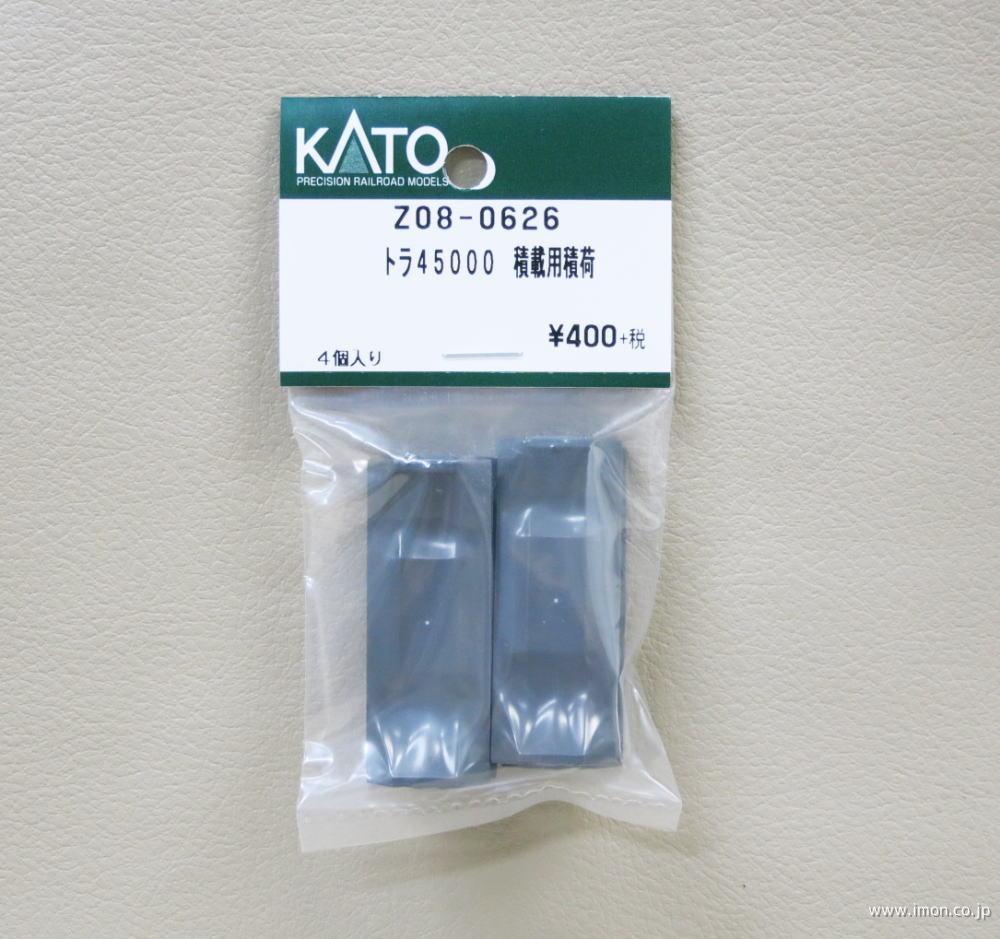 KATO
PRECISION RAILROAD MODELS
Z08-0626
トラ45000 積載用積荷
¥400+税
4個入り
www.imon.co.jp